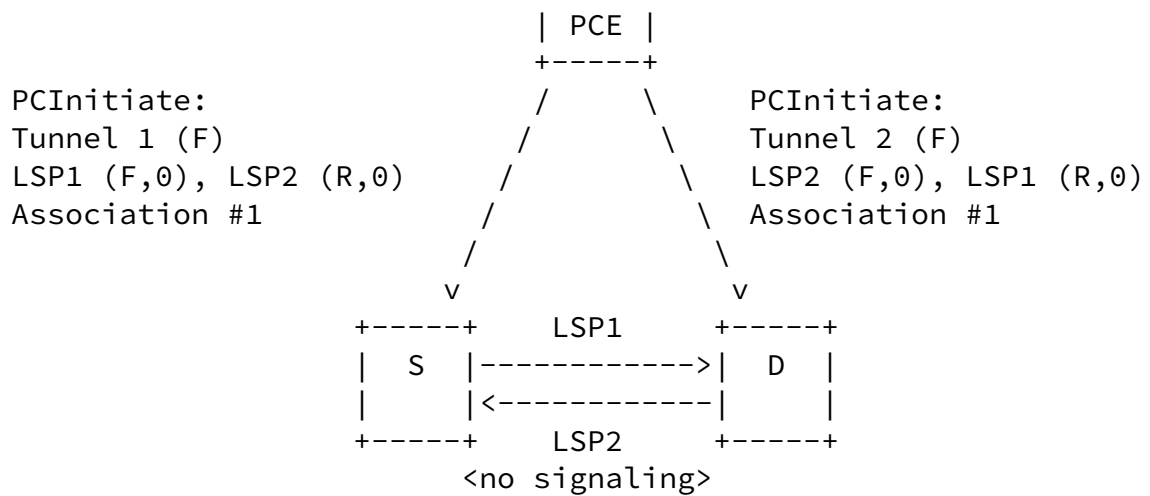 | PCE |
+-----+
PCInitiate: / \ PCInitiate:
Tunnel 1 (F) / \ Tunnel 2 (F)
LSP1 (F,0), LSP2 (R,0) / \ LSP2 (F,0), LSP1 (R,0)
Association #1 / \ Association #1
/ \
v v
+-----+ LSP1 +-----+
| S |------------>| D |
| |<------------| |
+-----+ LSP2 +-----+
<no signaling>